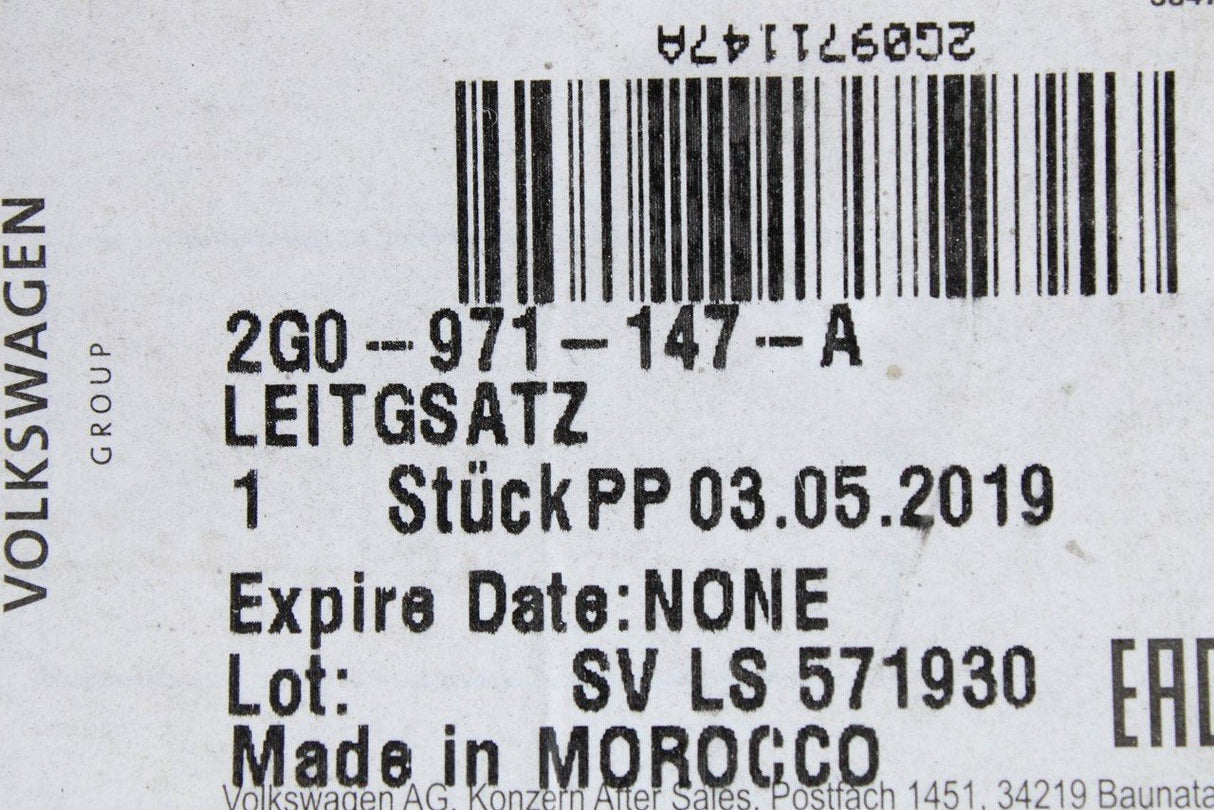 2G0971147A
2G0-971-147-A
LEITGSATZ
1 Stück PP 03.05.2019
Expire Date: NONE
Lot: SV LS 571930
Made in MOROCCO
Volkswagen AG, Konzern After Sales, Postfach 1451, 34219
VOLKSWAGEN
GROUP
EAC